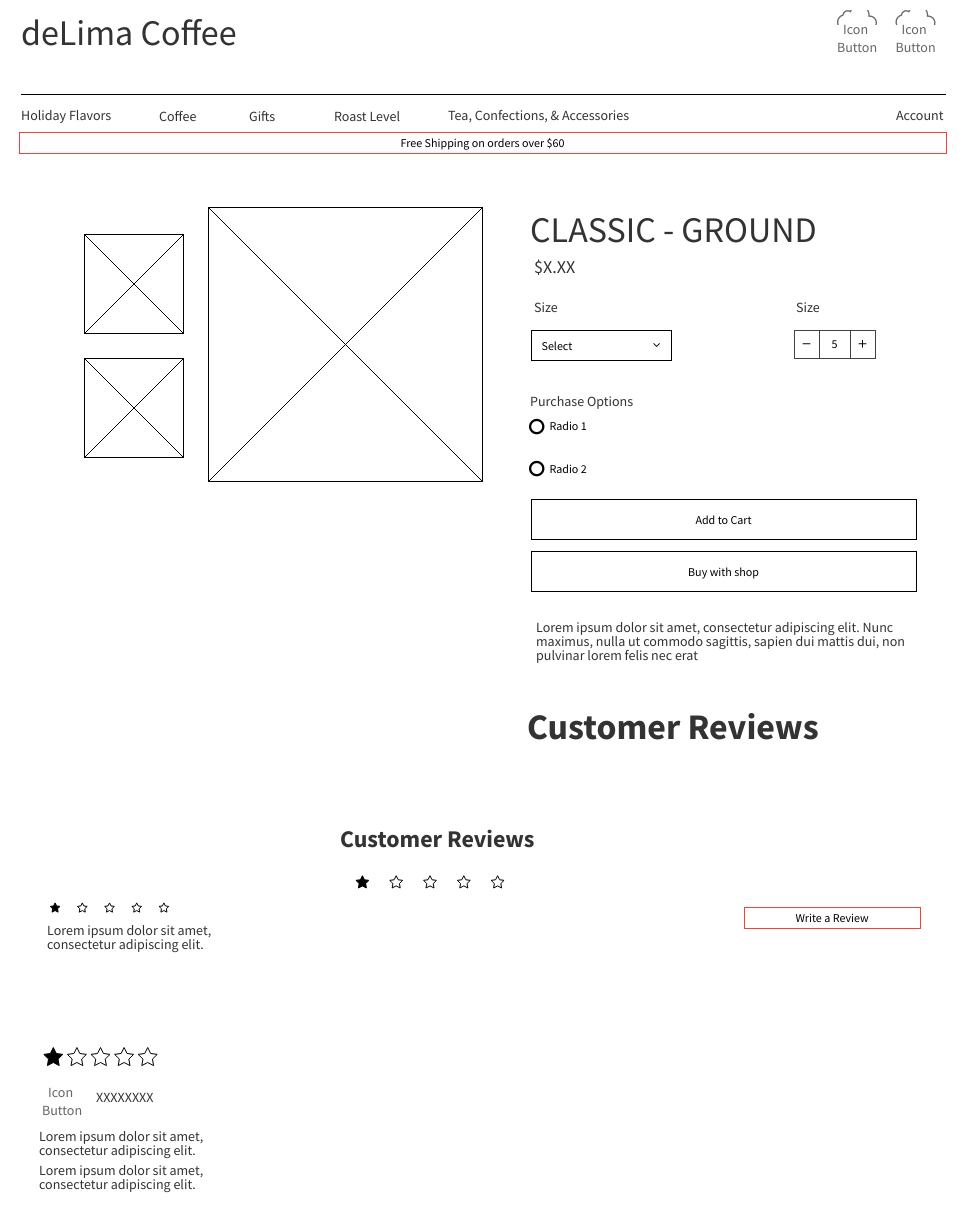 deLima Coffee
Icon
Button
Icon
Button
Holiday Flavors
Coffee
Gifts
Roast Level
Tea, Confections, & Accessories
Account
Free Shipping on orders over $60
CLASSIC - GROUND
$X.XX
Size
Size
Select
5
Purchase Options
Radio 1
Radio 2
Add to Cart
Buy with shop
Lorem ipsum dolor sit amet, consectetur adipiscing elit. Nunc
maximus, nulla ut commodo sagittis, sapien dui mattis dui, non
pulvinar lorem felis nec erat
Customer Reviews
Customer Reviews
Lorem ipsum dolor sit amet,
consectetur adipiscing elit.
Write a Review
Icon
Button
XXXXXXXX
Lorem ipsum dolor sit amet,
consectetur adipiscing elit.
Lorem ipsum dolor sit amet,
consectetur adipiscing elit.